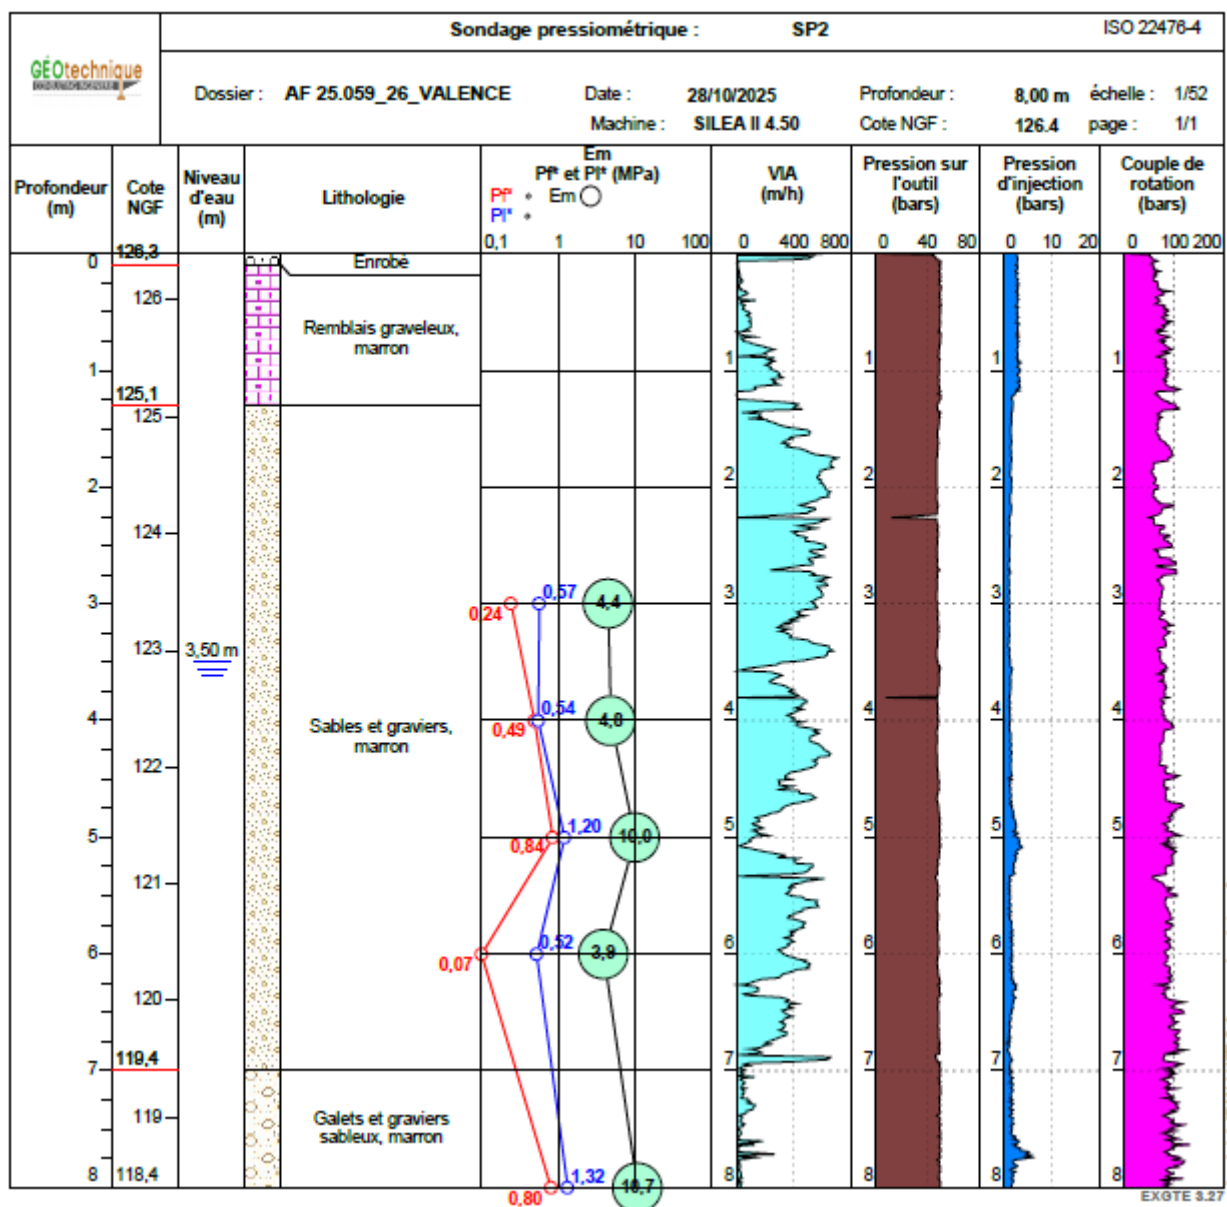 Sondage pressiométrique : SP2 ISO 22476-4
GÉOtechnique
Dossier : AF 25.059_26_VALENCE Date : 28/10/2025 Profondeur : 8,00 m échelle : 1/52
Machine : SILEA II 4.50 Cote NGF : 126.4 page : 1/1
Profondeur
(m)
Cote
NGF
Niveau
d'eau
(m)
Lithologie
Em
Pf* et Pl* (MPa)
Pf* Em
Pl*
0,1 1 10 100
VIA
(m/h)
0 400 800
Pression sur
l'outil
(bars)
0 40 80
Pression
d'injection
(bars)
0 10 20
Couple de
rotation
(bars)
0 100 200
0 126,3 Enrobé
126
Remblais graveleux,
marron
1 1 1 1 1
125,1
125
2 2 2 2 2
124
3 0,24 0,57 4,4 3 3 3 3
123 3,50 m
4 0,49 0,54 4,8 4 4 4 4
Sables et graviers,
marron
122
5 0,84 1,20 10,0 5 5 5 5
121
6 0,07 0,52 3,9 6 6 6 6
120
119,4
7 7 7 7 7
119
Galets et graviers
sableux, marron
8 118,4 0,80 1,32 10,7 8 8 8 8
EXGTE 3.27